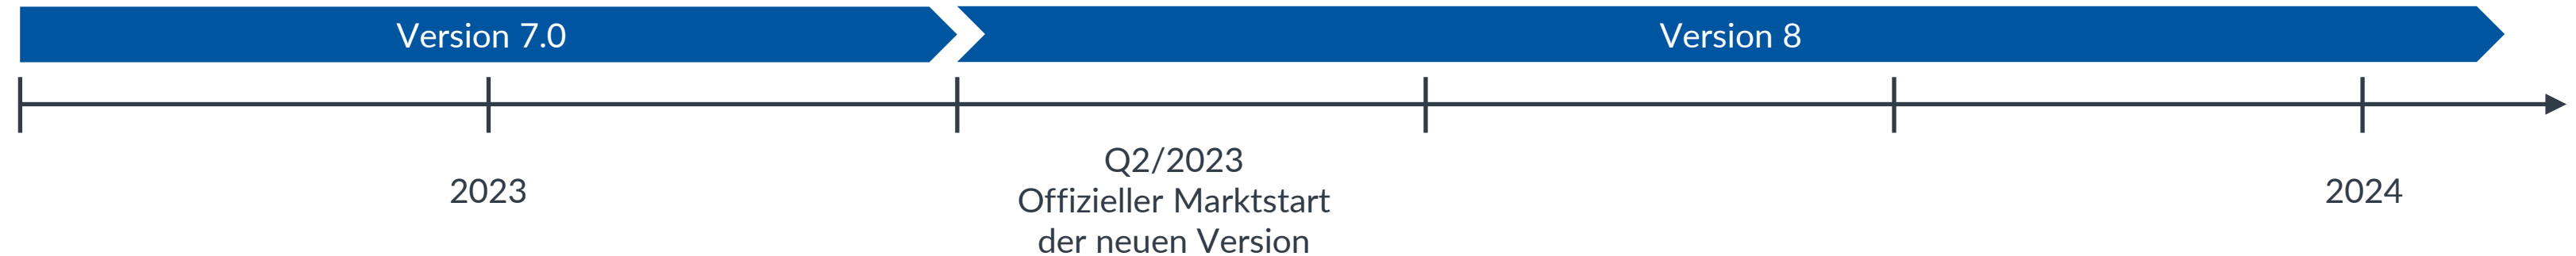 Version 7.0
Version 8
2023
Q2/2023
Offizieller Marktstart
der neuen Version
2024